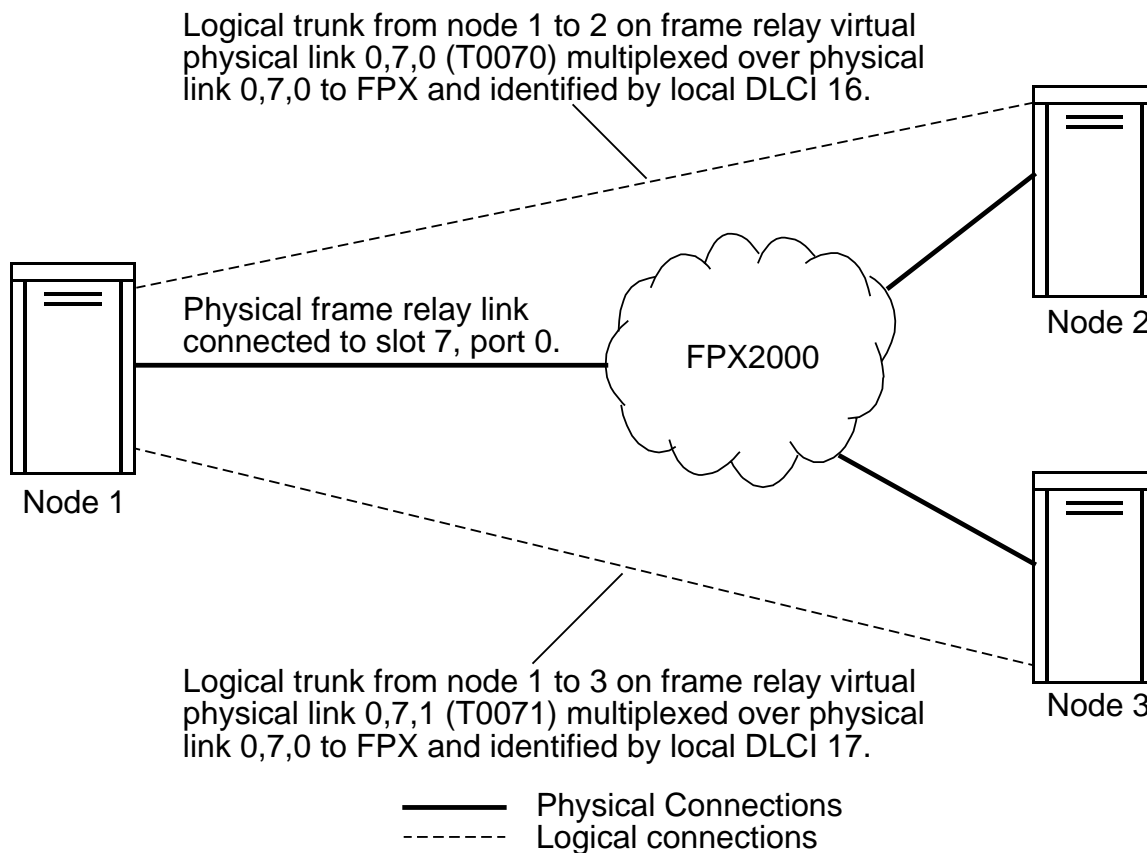 Logical trunk from node 1 to 2 on frame relay virtual
physical link 0,7,0 (T0070) multiplexed over physical
link 0,7,0 to FPX and identified by local DLCI 16.
Physical frame relay link
connected to slot 7, port 0.
FPX2000
Node 2
Node 1
Logical trunk from node 1 to 3 on frame relay virtual
physical link 0,7,1 (T0071) multiplexed over physical
link 0,7,0 to FPX and identified by local DLCI 17.
Node 3
Physical Connections
Logical connections